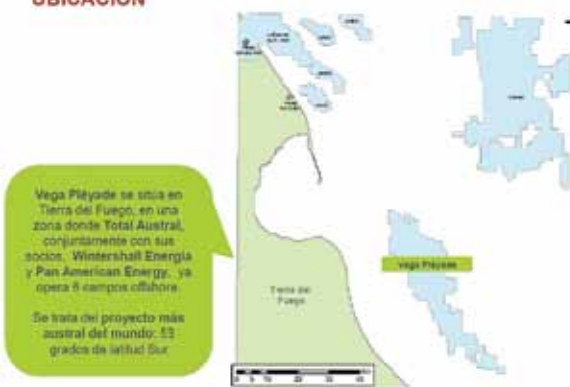 UBICACIÓN
Vega Pléyade se sitúa en
Tierra del Fuego, en una
zona donde Total Austral,
conjuntamente con sus
socios, Wintershall Energía
y Pan American Energy, ya
opera 6 campos offshore.
Se trata del proyecto más
austral del mundo: 53
grados de latitud Sur.
Vega Pléyade
Tierra del
Fuego